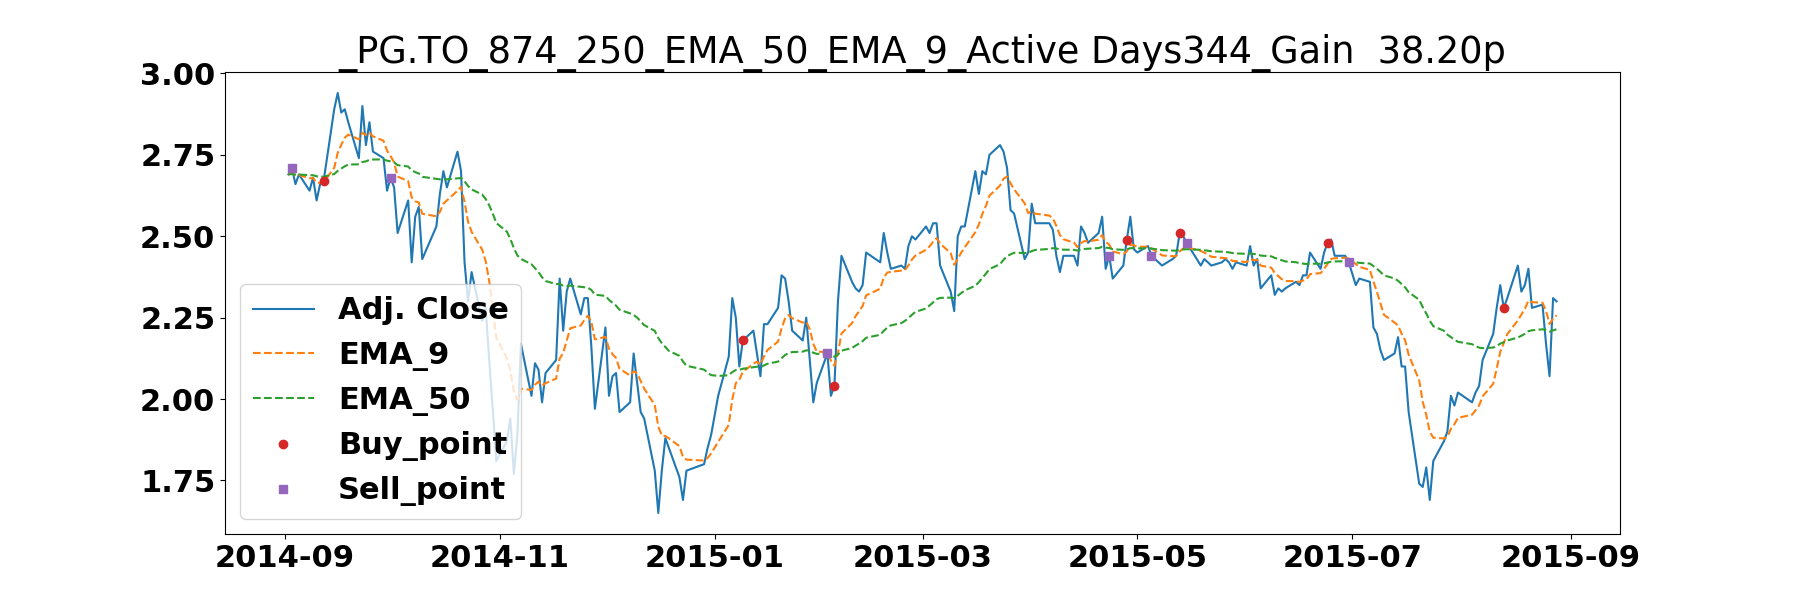 _PG.TO_874_250_EMA_50_EMA_9_Active Days344_Gain  38.20p
3.00
2.75
2.50
2.25
2.00
1.75
Adj. Close
EMA_9
EMA_50
Buy_point
Sell_point
2014-09 2014-11 2015-01 2015-03 2015-05 2015-07 2015-09